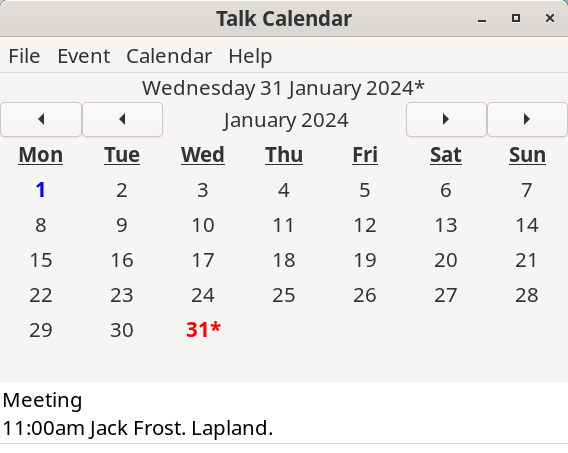 Talk Calendar
File Event Calendar Help
Wednesday 31 January 2024*
January 2024
Mon Tue Wed Thu Fri Sat Sun
1 2 3 4 5 6 7
8 9 10 11 12 13 14
15 16 17 18 19 20 21
22 23 24 25 26 27 28
29 30 31*
Meeting
11:00am Jack Frost. Lapland.